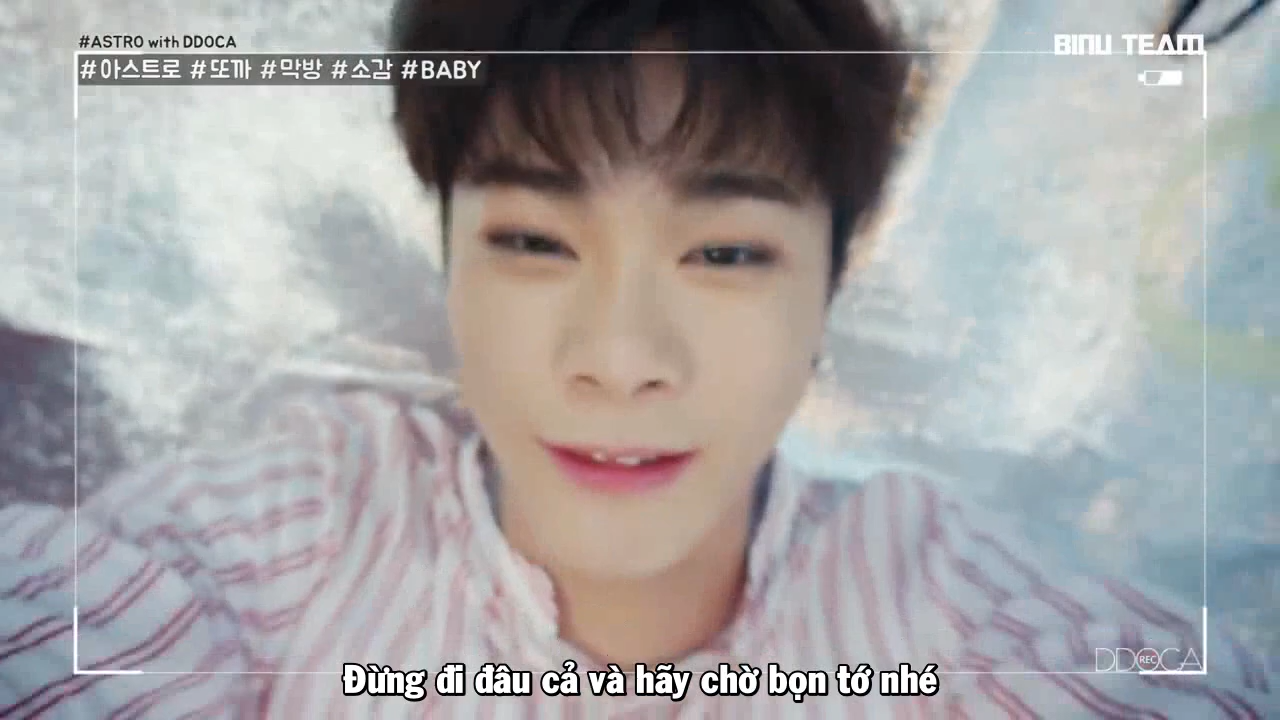 #ASTRO with DDOCA
#아스트로 #또까 #막방 #소감 #BABY
BINU TEAM
DDOCA
REC
Đừng đi đâu cả và hãy chờ bọn tớ nhé